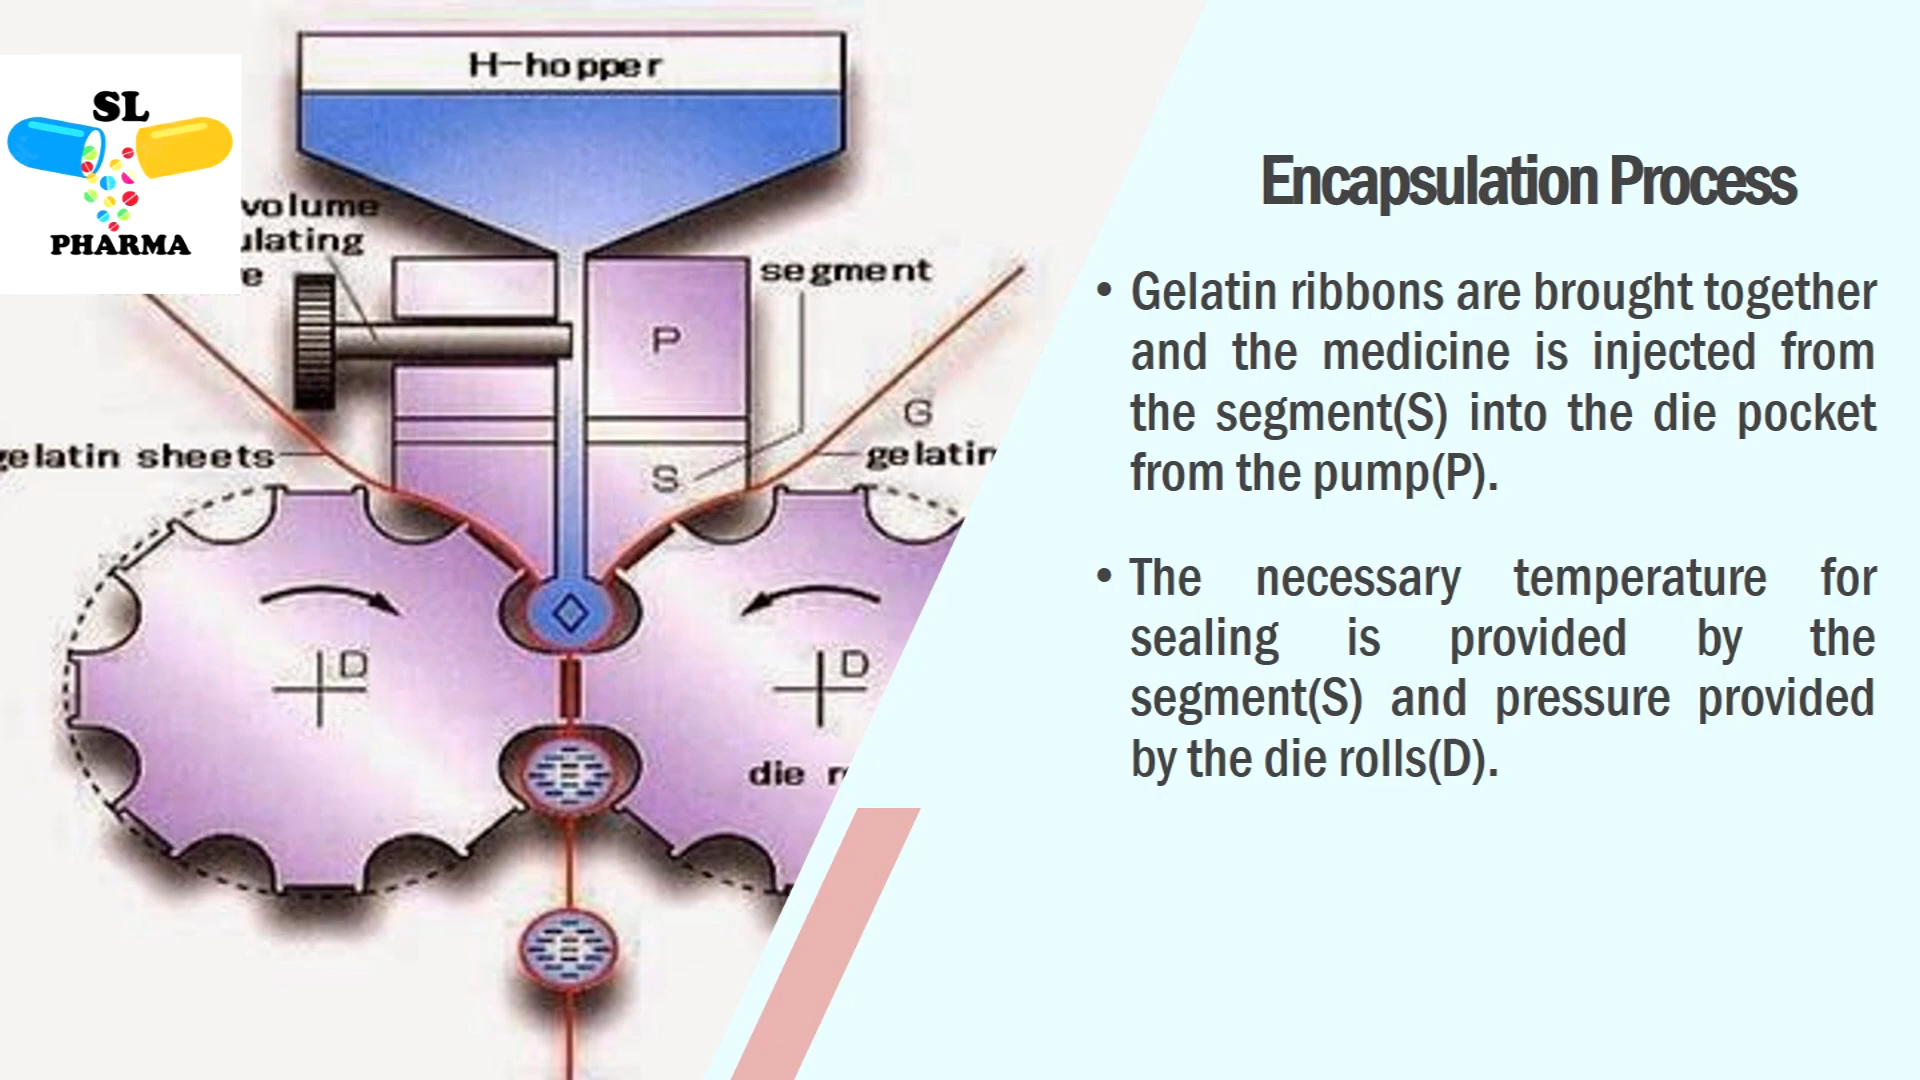 H-hopper
SL
PHARMA
volume
segment
P
G
gelatin sheets
S
D
D
die
Encapsulation Process
• Gelatin ribbons are brought together
and the medicine is injected from
the segment(S) into the die pocket
from the pump(P).
• The necessary temperature for
sealing is provided by the
segment(S) and pressure provided
by the die rolls(D).